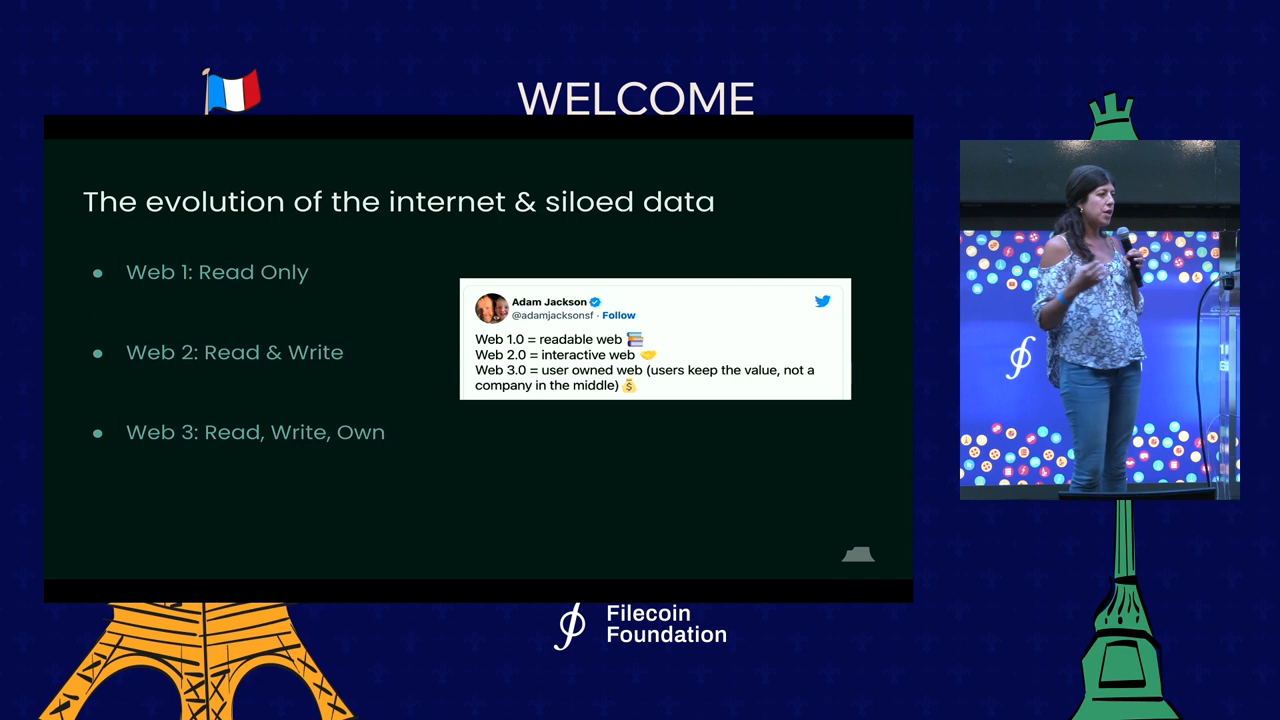 WELCOME
The evolution of the internet & siloed data
● Web 1: Read Only
● Web 2: Read & Write
● Web 3: Read, Write, Own
Adam Jackson
@adamjacksonsf · Follow
Web 1.0 = readable web 📚
Web 2.0 = interactive web 🤝
Web 3.0 = user owned web (users keep the value, not a
company in the middle) 💰
Filecoin
Foundation